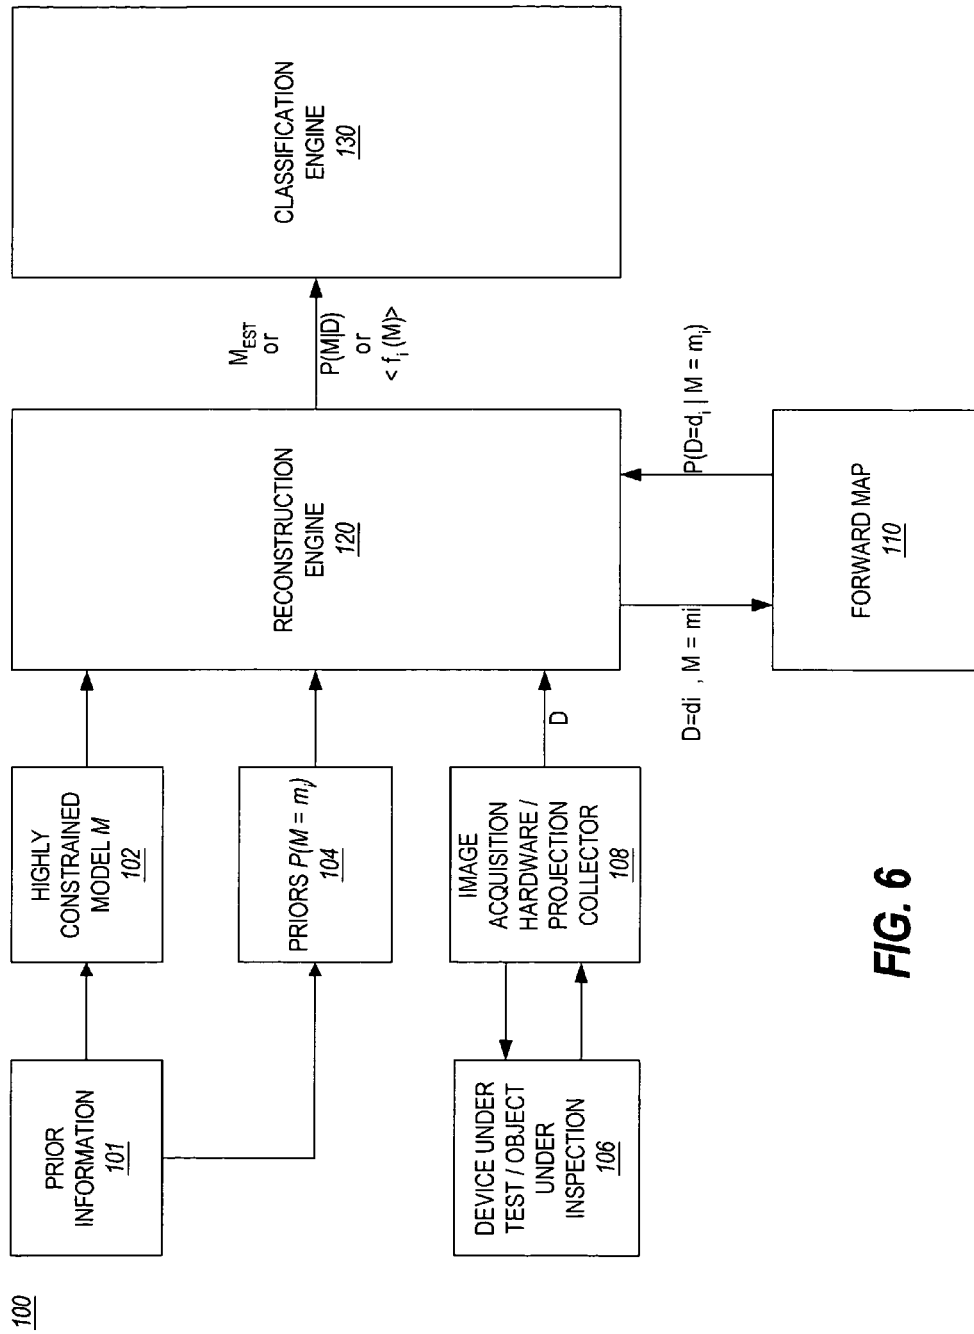 100
PRIOR
INFORMATION
101
HIGHLY
CONSTRAINED
MODEL M
102
PRIORS P(M = mi)
104
DEVICE UNDER
TEST / OBJECT
UNDER
INSPECTION
106
IMAGE
ACQUISITION
HARDWARE /
PROJECTION
COLLECTOR
108
D
RECONSTRUCTION
ENGINE
120
MEST
or
P(M|D)
or
< fi (M)>
CLASSIFICATION
ENGINE
130
D=di , M = mi
P(D=di | M = mi)
FORWARD MAP
110
FIG. 6